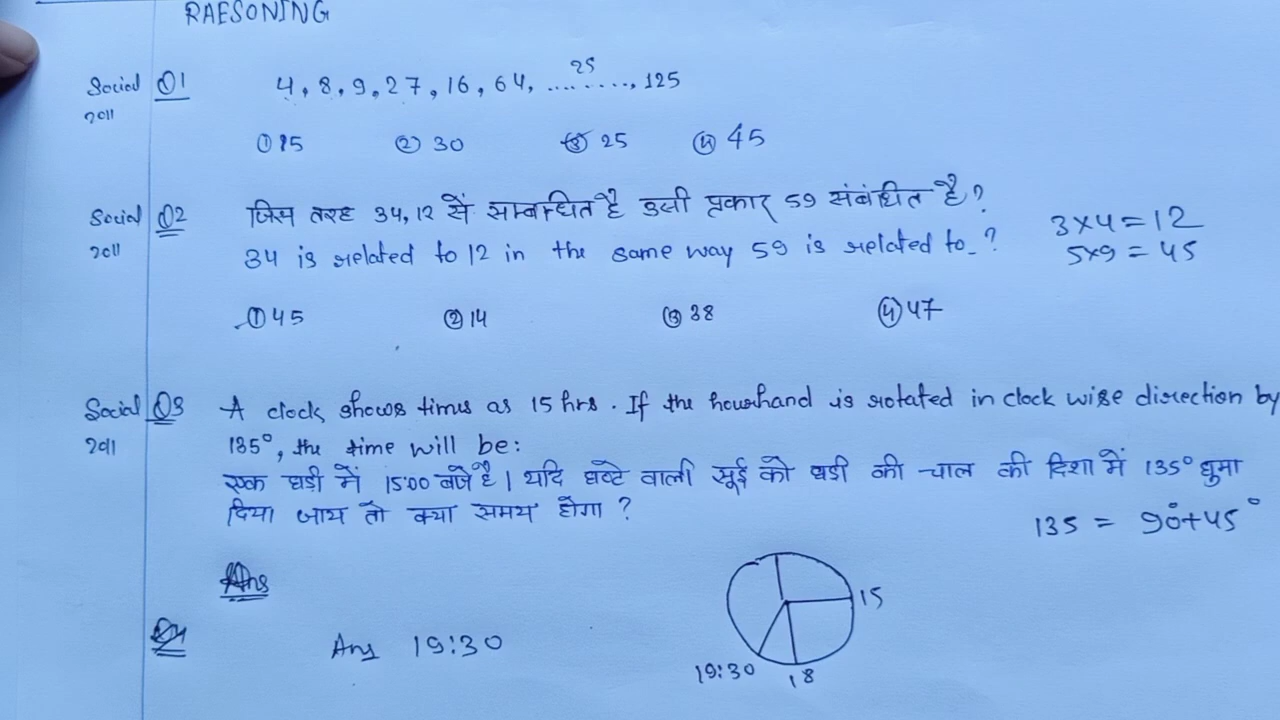 RAESONING
Social Q1 4, 8, 9, 27, 16, 64, ....25....., 125
2011
① 15 ② 30 ③ 25 ④ 45
Social Q2 जिस तरह 34, 12 से सम्बन्धित है उसी प्रकार 59 संबंधित है?
2011 34 is related to 12 in the same way 59 is related to_?
3×4=12
5×9=45
① 45 ② 14 ③ 38 ④ 47
Social Q3 A clock shows times as 15 hrs. If the hourhand is rotated in clock wise direction by
2011 135°, the time will be:
एक घडी में 15:00 बजे है। यदि घण्टे वाली सूई को घडी की चाल की दिशा में 135° घुमा
दिया जाय तो क्या समय होगा?
135 = 90°+45°
Ans
Q4 Ans 19:30
15
19:30 18